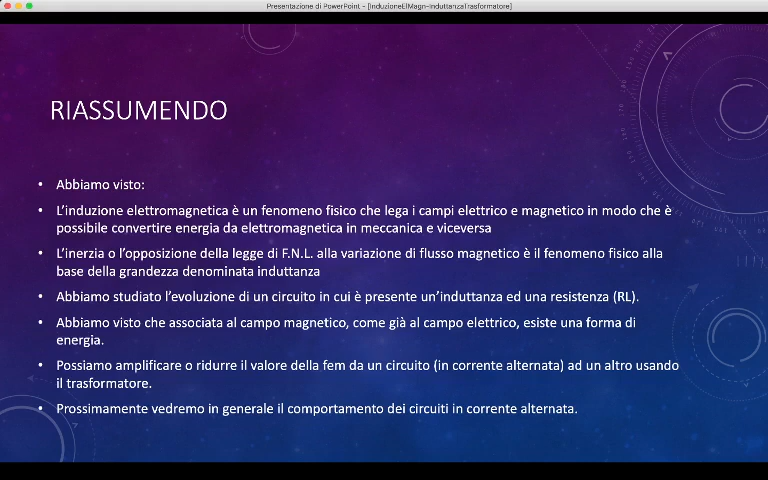 Presentazione di PowerPoint - [InduzioneElMagn-InduttanzaTrasformatore]
RIASSUMENDO
• Abbiamo visto:
• L'induzione elettromagnetica è un fenomeno fisico che lega i campi elettrico e magnetico in modo che è
possibile convertire energia da elettromagnetica in meccanica e viceversa
• L'inerzia o l'opposizione della legge di F.N.L. alla variazione di flusso magnetico è il fenomeno fisico alla
base della grandezza denominata induttanza
• Abbiamo studiato l'evoluzione di un circuito in cui è presente un'induttanza ed una resistenza (RL).
• Abbiamo visto che associata al campo magnetico, come già al campo elettrico, esiste una forma di
energia.
• Possiamo amplificare o ridurre il valore della fem da un circuito (in corrente alternata) ad un altro usando
il trasformatore.
• Prossimamente vedremo in generale il comportamento dei circuiti in corrente alternata.